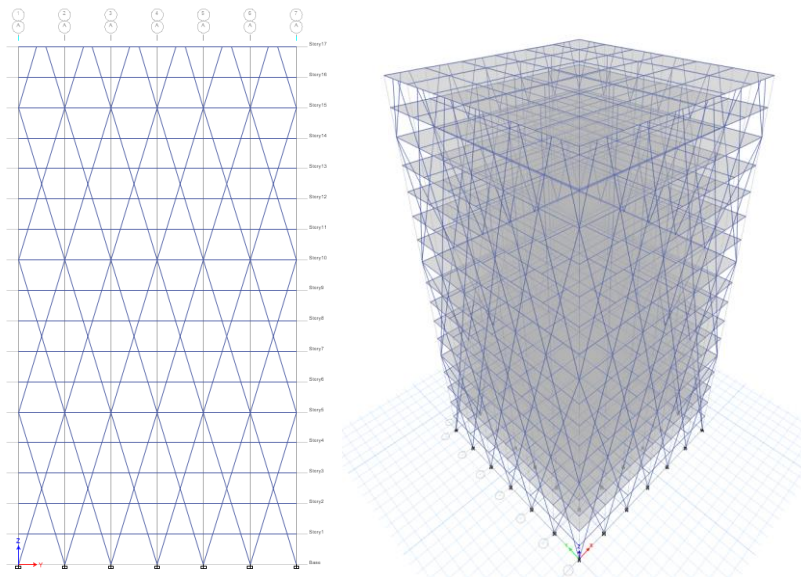 1 2 3 4 5 6 7
A A A A A A A
Story17
Story16
Story15
Story14
Story13
Story12
Story11
Story10
Story9
Story8
Story7
Story6
Story5
Story4
Story3
Story2
Story1
Base
Z
Y